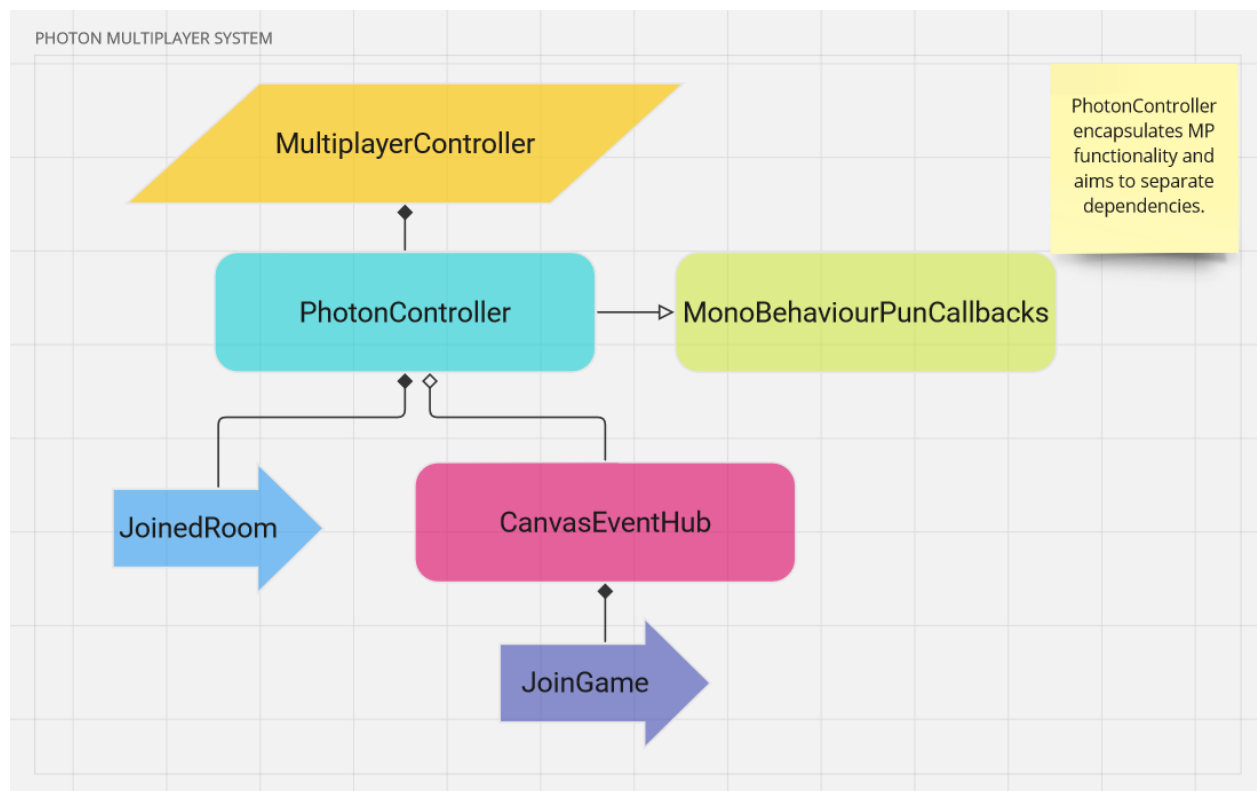 PHOTON MULTIPLAYER SYSTEM
MultiplayerController
PhotonController
encapsulates MP
functionality and
aims to separate
dependencies.
PhotonController
MonoBehaviourPunCallbacks
JoinedRoom
CanvasEventHub
JoinGame